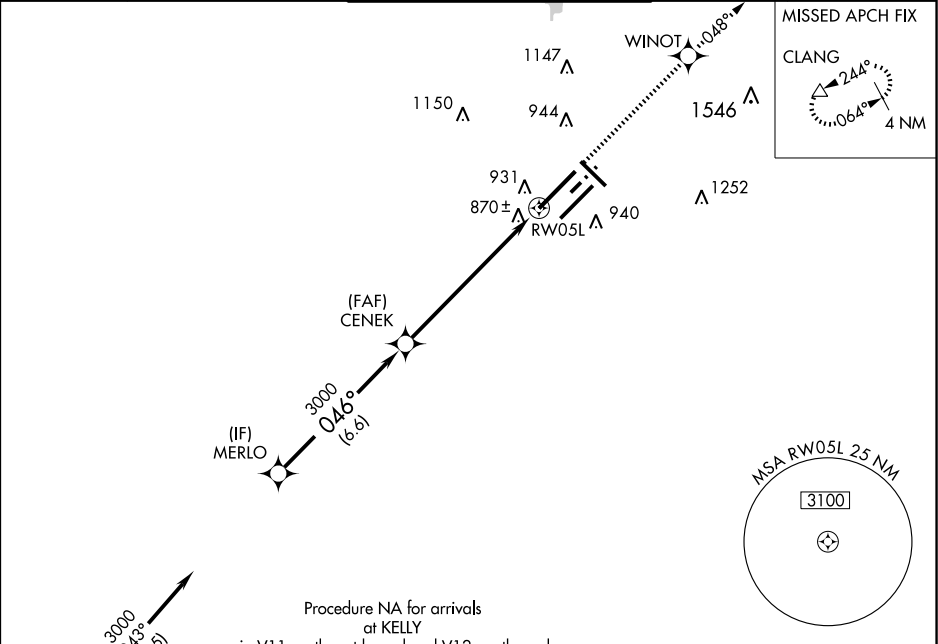 MISSED APCH FIX
CLANG
244°
064°
4 NM
048°
WINOT
1147
1150
944
1546
931
870±
RW05L
940
1252
(FAF)
CENEK
3000
046°
(6.6)
(IF)
MERLO
MSA RW05L 25 NM
3100
3000
Procedure NA for arrivals
at KELLY